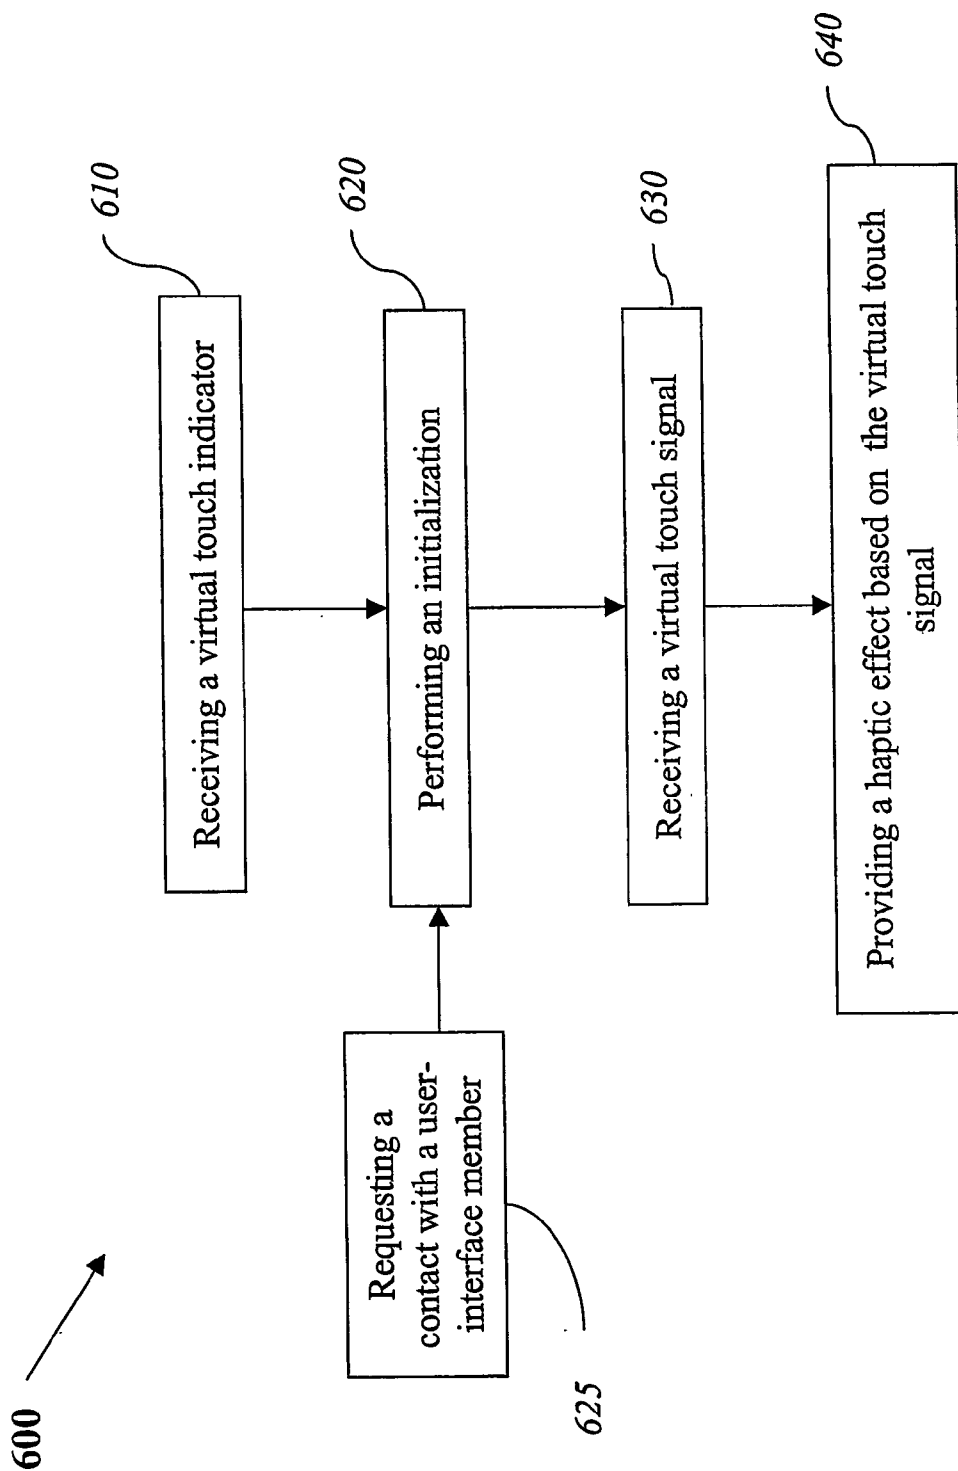 600
610
Receiving a virtual touch indicator
620
Performing an initialization
Requesting a
contact with a user-
interface member
625
630
Receiving a virtual touch signal
640
Providing a haptic effect based on the virtual touch
signal